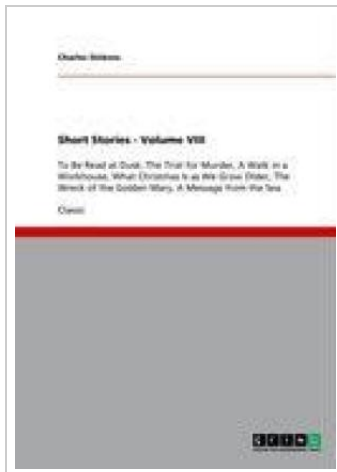 Charles Dickens
Short Stories - Volume VIII
To Be Read at Dusk, The Trial for Murder, A Walk in a
Workhouse, What Christmas Is as We Grow Older, The
Wreck of the Golden Mary, A Message from the Sea
Classic
GRIN